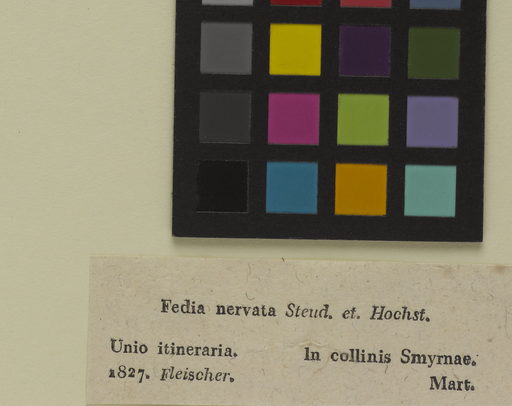 Fedia nervata Steud. et. Hochst.
Unio itineraria. In collinis Smyrnae.
1827. Fleischer. Mart.